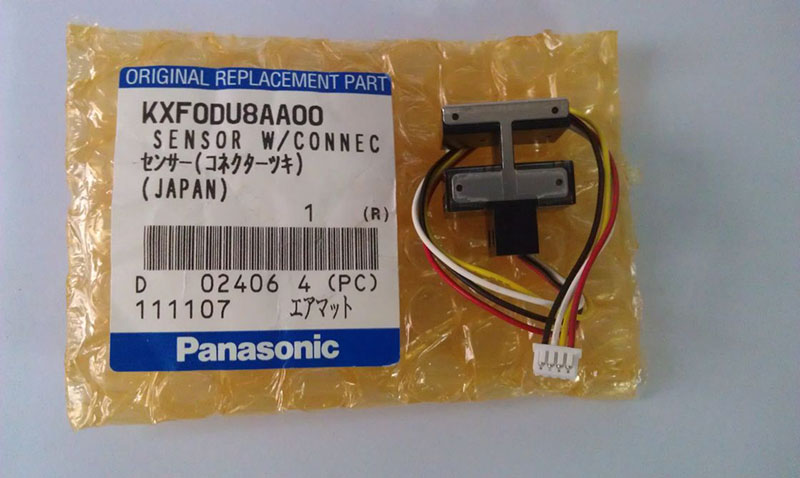 ORIGINAL REPLACEMENT PART
KXF0DU8AA00
SENSOR W/CONNEC
センサー(コネクターツキ)
(JAPAN)
1 (R)
D 02406 4 (PC)
111107 エアマット
Panasonic